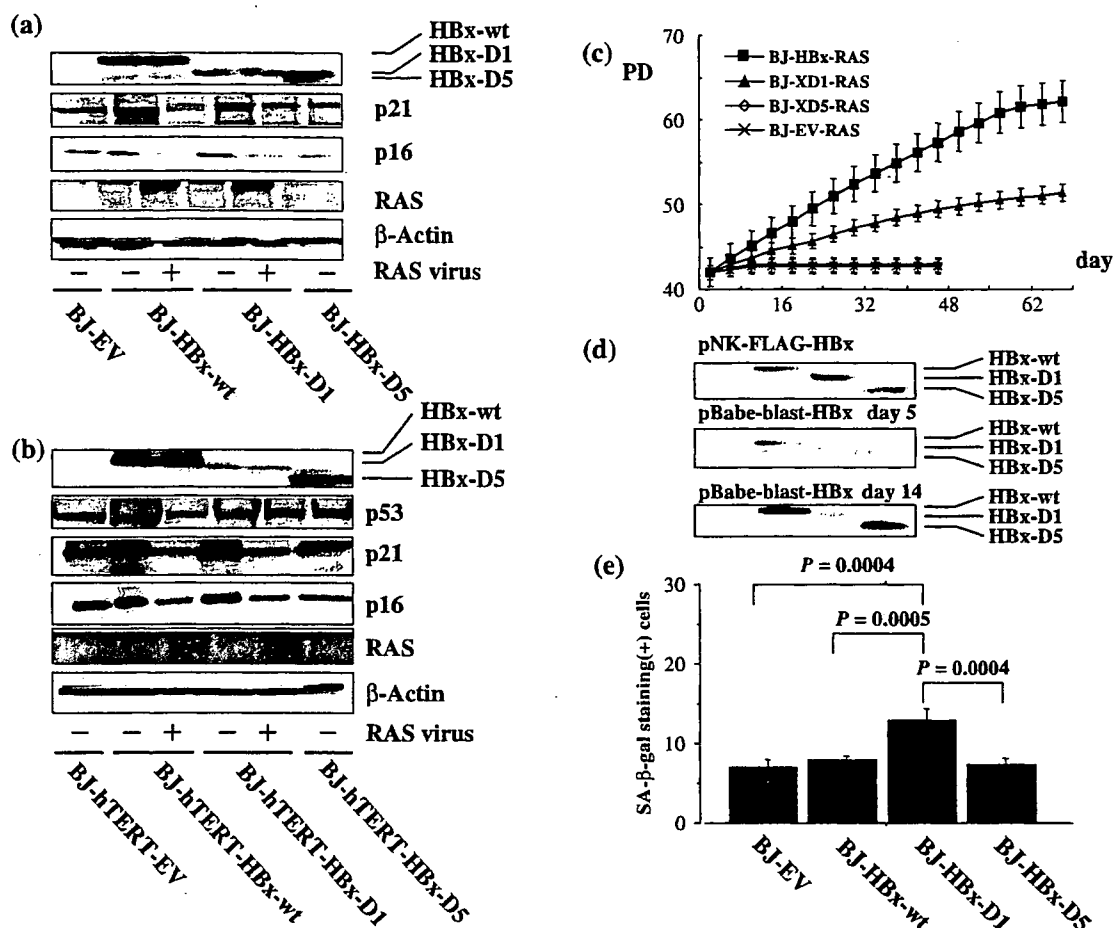 (a)
HBx-wt
HBx-D1
HBx-D5
p21
p16
RAS
β-Actin
− − + − + − RAS virus
BJ-EV
BJ-HBx-wt
BJ-HBx-D1
BJ-HBx-D5
(b)
HBx-wt
HBx-D1
HBx-D5
p53
p21
p16
RAS
β-Actin
− − + − + − RAS virus
BJ-hTERT-EV
BJ-hTERT-HBx-wt
BJ-hTERT-HBx-D1
BJ-hTERT-HBx-D5
(c)
PD
70
60
50
40
BJ-HBx-RAS
BJ-XD1-RAS
BJ-XD5-RAS
BJ-EV-RAS
day
0 16 32 48 62
(d)
pNK-FLAG-HBx
HBx-wt
HBx-D1
HBx-D5
pBabe-blast-HBx day 5
HBx-wt
HBx-D1
HBx-D5
pBabe-blast-HBx day 14
HBx-wt
HBx-D1
HBx-D5
(e)
SA-β-gal staining(+) cells
30
20
10
0
P = 0.0004
P = 0.0005
P = 0.0004
BJ-EV
BJ-HBx-wt
BJ-HBx-D1
BJ-HBx-D5